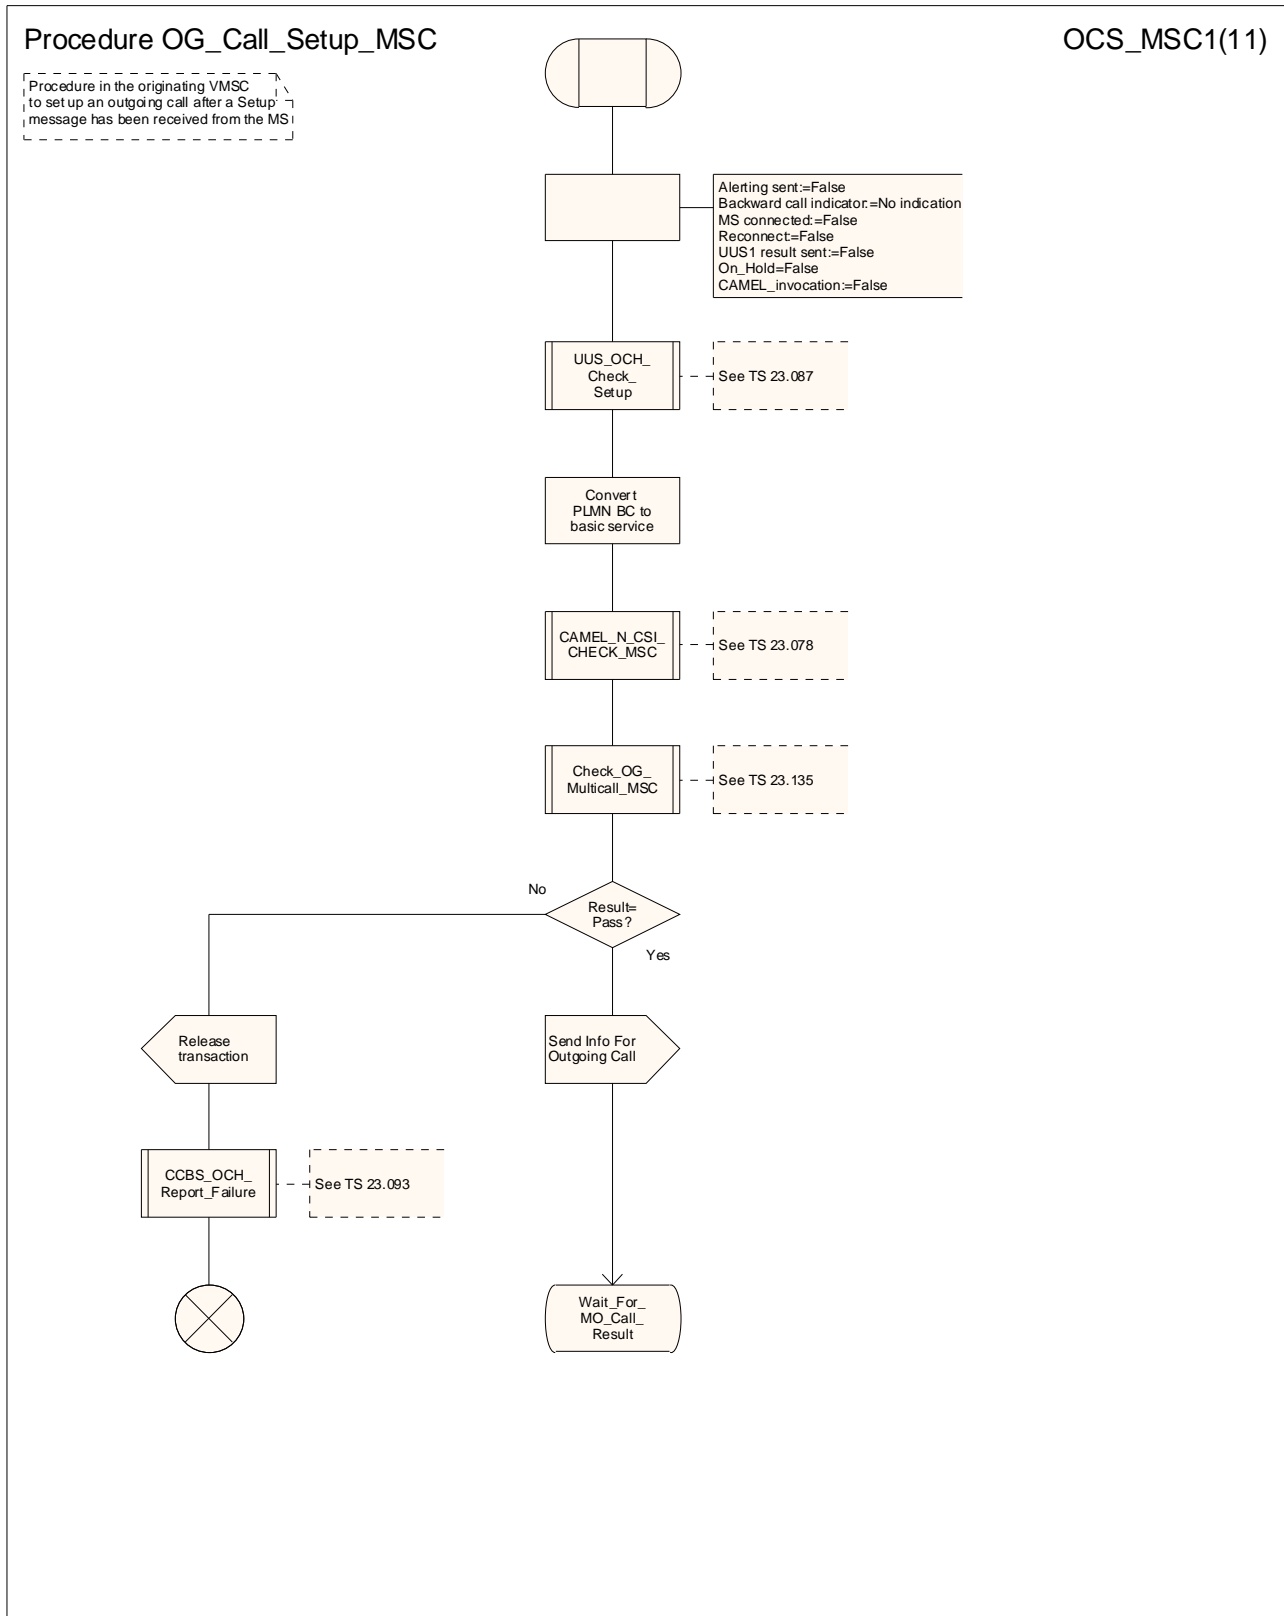 Procedure OG_Call_Setup_MSC
OCS_MSC1(11)
Procedure in the originating VMSC
to set up an outgoing call after a Setup
message has been received from the MS
Alerting sent:=False
Backward call indicator:=No indication
MS connected:=False
Reconnect:=False
UUS1 result sent:=False
On_Hold=False
CAMEL_invocation:=False
UUS_OCH_
Check_
Setup
See TS 23.087
Convert
PLMN BC to
basic service
CAMEL_N_CSI_
CHECK_MSC
See TS 23.078
Check_OG_
Multicall_MSC
See TS 23.135
No
Result=
Pass?
Yes
Release
transaction
Send Info For
Outgoing Call
CCBS_OCH_
Report_Failure
See TS 23.093
Wait_For_
MO_Call_
Result